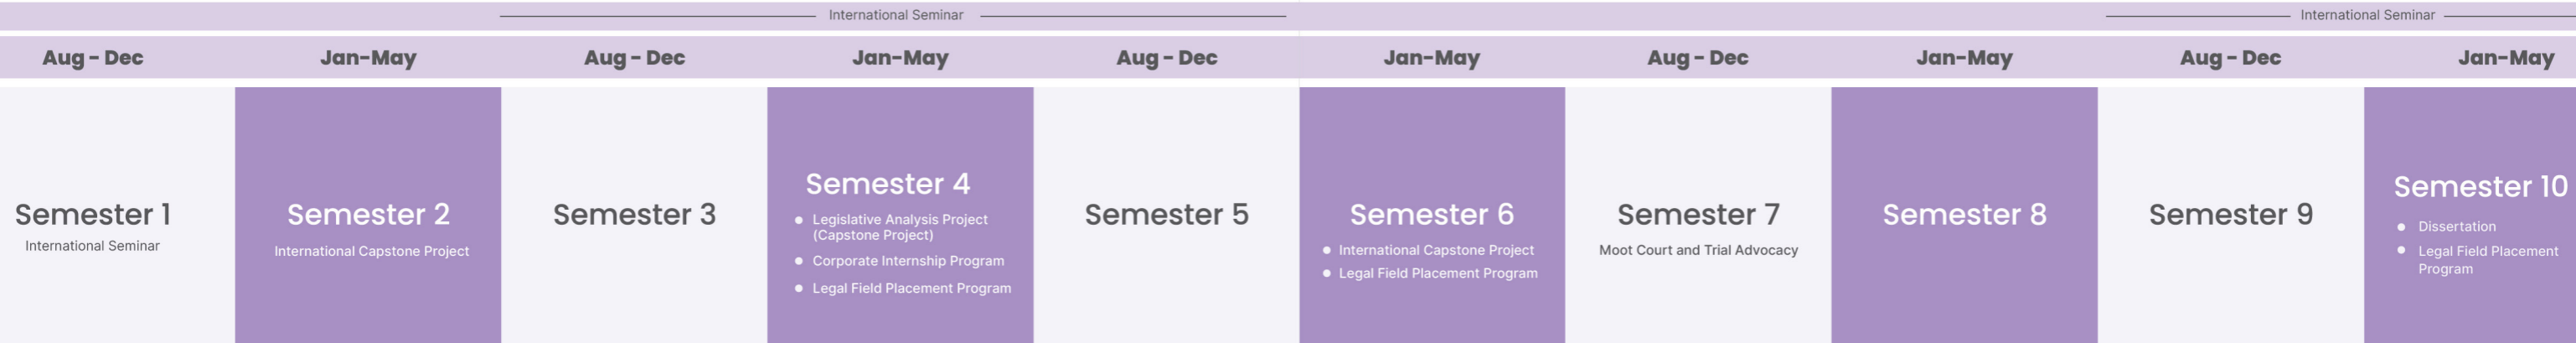 International Seminar
International Seminar
Aug - Dec
Jan-May
Aug - Dec
Jan-May
Aug - Dec
Jan-May
Aug - Dec
Jan-May
Aug - Dec
Jan-May
Semester 1
International Seminar
Semester 2
International Capstone Project
Semester 3
Semester 4
Legislative Analysis Project
(Capstone Project)
Corporate Internship Program
Legal Field Placement Program
Semester 5
Semester 6
International Capstone Project
Legal Field Placement Program
Semester 7
Moot Court and Trial Advocacy
Semester 8
Semester 9
Semester 10
Dissertation
Legal Field Placement
Program